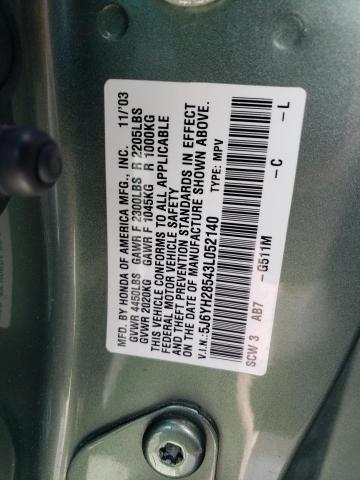 MFD. BY HONDA OF AMERICA MFG., INC. 11/'03
GVWR 4450LBS GAWR F 2300LBS R 2205LBS
GVWR 2020KG GAWR F 1045KG R 1000KG
THIS VEHICLE CONFORMS TO ALL APPLICABLE
FEDERAL MOTOR VEHICLE SAFETY
AND THEFT PREVENTION STANDARDS IN EFFECT
ON THE DATE OF MANUFACTURE SHOWN ABOVE.
V.I.N.: 5J6YH28543L052140 TYPE: MPV
SCW 3 AB7 -G511M -C -L